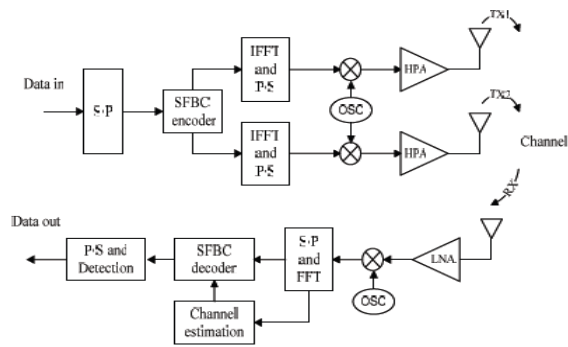 TX1
IFFT
and
P/S
HPA
Data in
S/P
SFBC
encoder
OSC
TX2
IFFT
and
P/S
HPA
Channel
RX
Data out
P/S and
Detection
SFBC
decoder
S/P
and
FFT
LNA
OSC
Channel
estimation